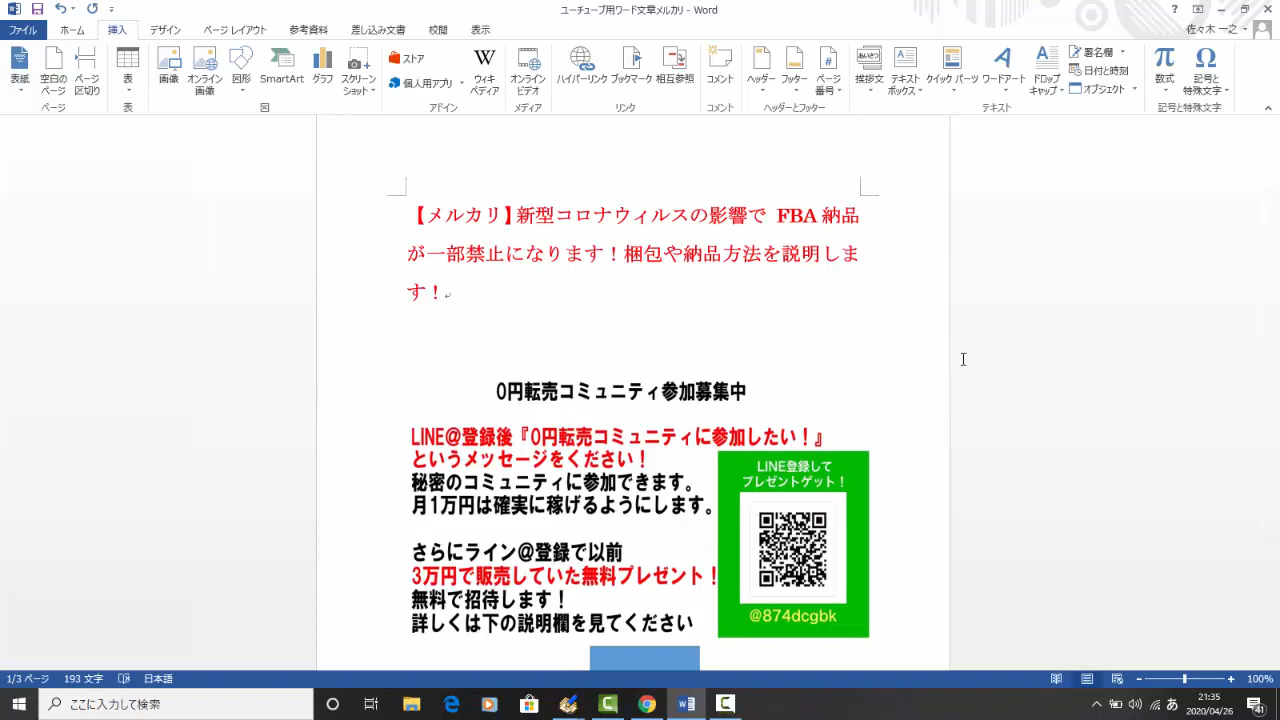 ユーチューブ用ワード文章メルカリ - Word
ファイル ホーム 挿入 デザイン ページ レイアウト 参考資料 差し込み文書 校閲 表示
佐々木 一之
表紙 空白のページ ページ区切り 表 画像 オンライン画像 図形 SmartArt グラフ スクリーンショット ストア 個人用アプリ ウィキペディア オンラインビデオ ハイパーリンク ブックマーク 相互参照 コメント ヘッダー フッター ページ番号 あいさつ 挨拶文 テキストボックス クイック パーツ ワードアート ドロップキャップ 署名欄 日付と時刻 オブジェクト 数式 記号と特殊文字
ページ 表 図 アドイン メディア リンク コメント ヘッダーとフッター テキスト 記号と特殊文字
【メルカリ】新型コロナウィルスの影響で FBA 納品
が一部禁止になります！梱包や納品方法を説明しま
す！
0円転売コミュニティ参加募集中
LINE@登録後『0円転売コミュニティに参加したい！』
というメッセージをください！
秘密のコミュニティに参加できます。
月1万円は確実に稼げるようにします。
さらにライン@登録で以前
3万円で販売していた無料プレゼント！
無料で招待します！
詳しくは下の説明欄を見てください
LINE登録して
プレゼントゲット！
@874dcgbk
1/3 ページ 193 文字 日本語 100%
ここに入力して検索
あ
21:35
2020/04/26